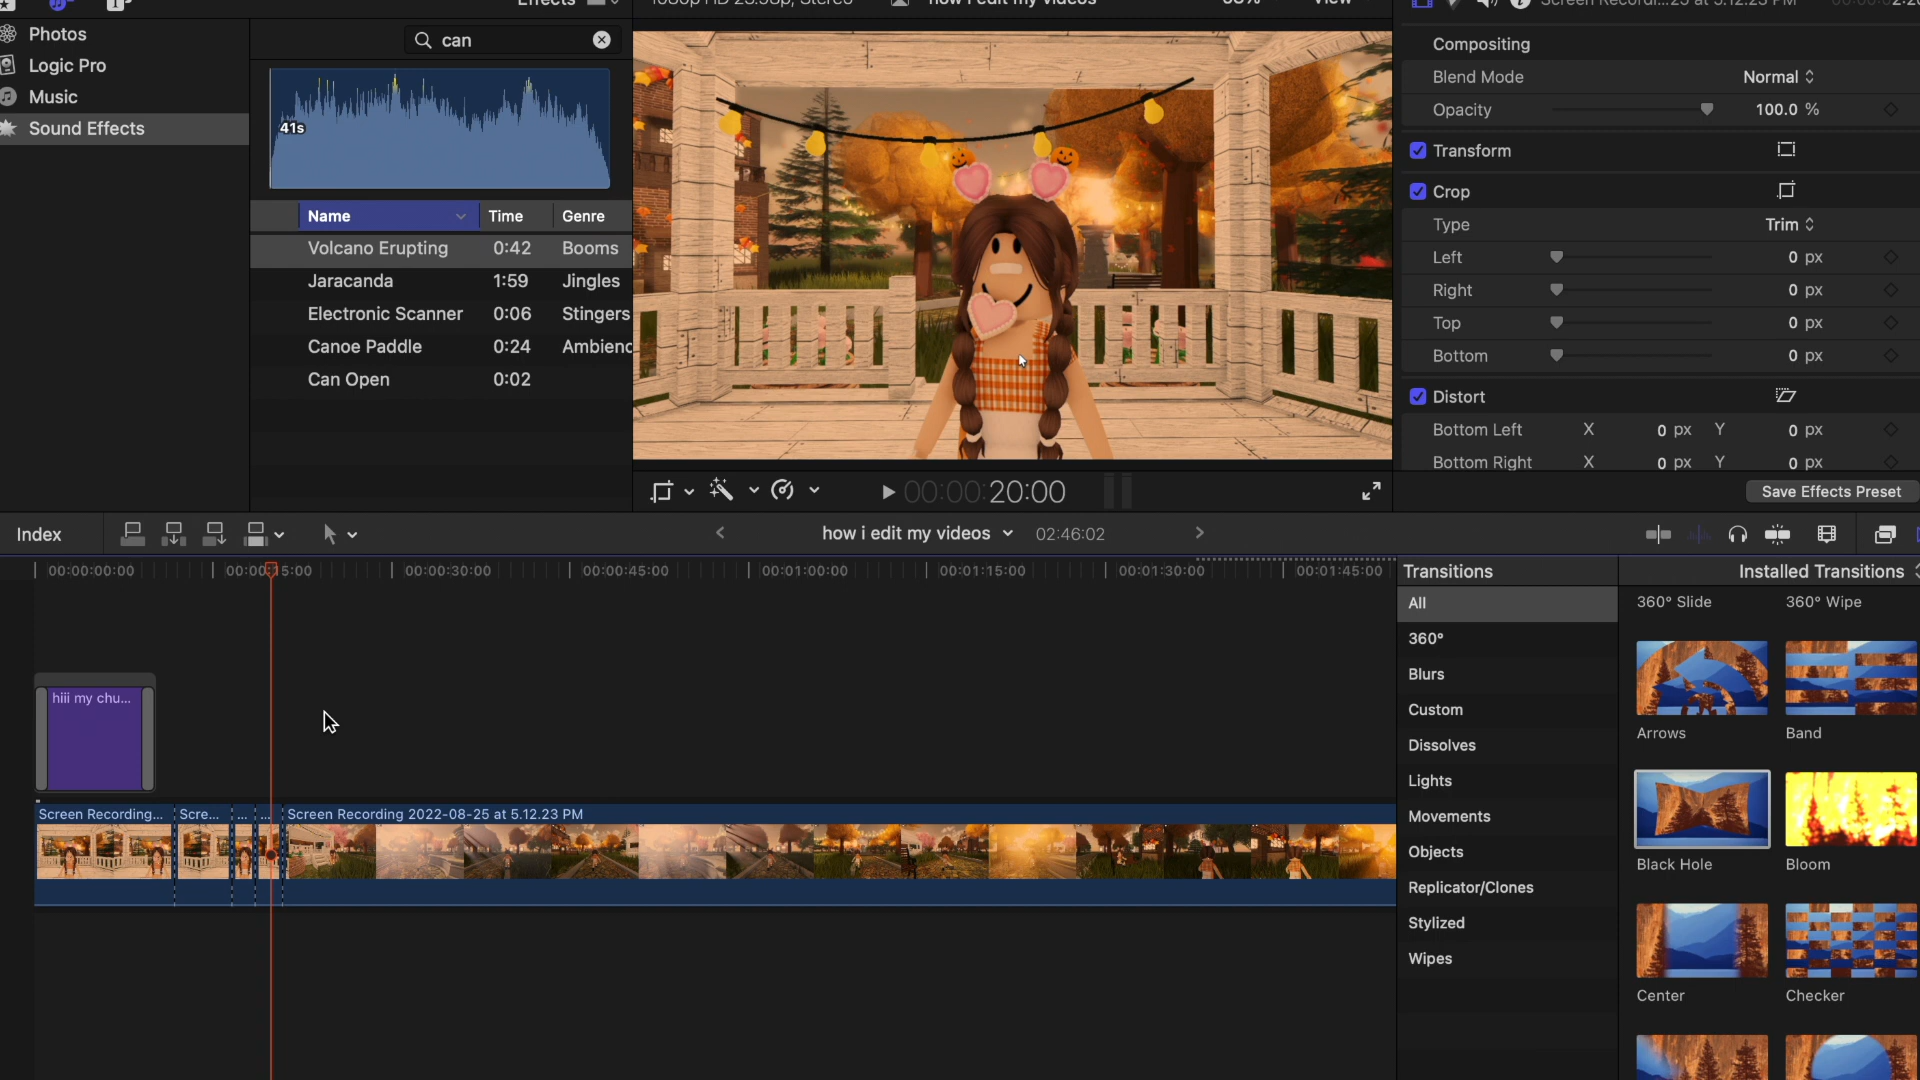 Effects
1080p HD 23.98p, Stereo
how i edit my videos
View
Photos
Logic Pro
Music
Sound Effects
can
41s
Name Time Genre
Volcano Erupting 0:42 Booms
Jaracanda 1:59 Jingles
Electronic Scanner 0:06 Stingers
Canoe Paddle 0:24 Ambienc
Can Open 0:02
Compositing
Blend Mode Normal
Opacity 100.0 %
Transform
Crop
Type Trim
Left 0 px
Right 0 px
Top 0 px
Bottom 0 px
Distort
Bottom Left X 0 px Y 0 px
Bottom Right X 0 px Y 0 px
Save Effects Preset
00:00:00:20:00
Index
how i edit my videos 02:46:02
00:00:00:00 00:00:15:00 00:00:30:00 00:00:45:00 00:01:00:00 00:01:15:00 00:01:30:00 00:01:45:00
hiii my chu...
Screen Recording... Scre... ... ... Screen Recording 2022-08-25 at 5.12.23 PM
Transitions
Installed Transitions
All
360°
Blurs
Custom
Dissolves
Lights
Movements
Objects
Replicator/Clones
Stylized
Wipes
360° Slide 360° Wipe
Arrows Band
Black Hole Bloom
Center Checker